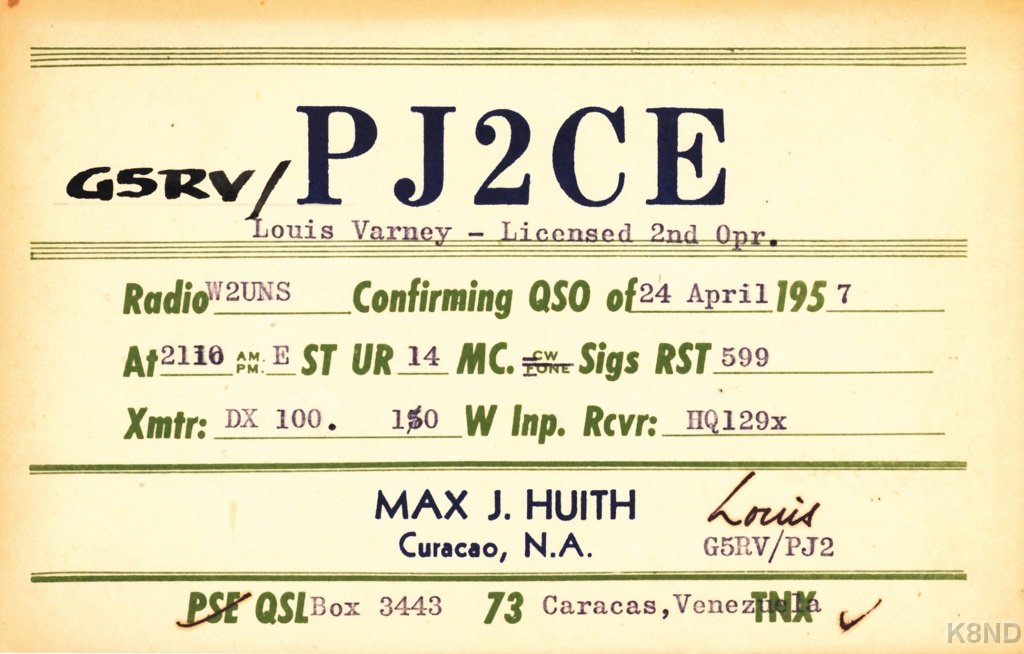 G5RV/PJ2CE
Louis Varney - Licensed 2nd Opr.
Radio W2UNS Confirming QSO of 24 April 1957
At 2110 AM. PM. E ST UR 14 MC. CW FONE Sigs RST 599
Xmtr: DX 100. 150 W Inp. Rcvr: HQ129x
MAX J. HUITH Louis
Curacao, N.A. G5RV/PJ2
PSE QSL Box 3443 73 Caracas, Venezuela TNX
K8ND